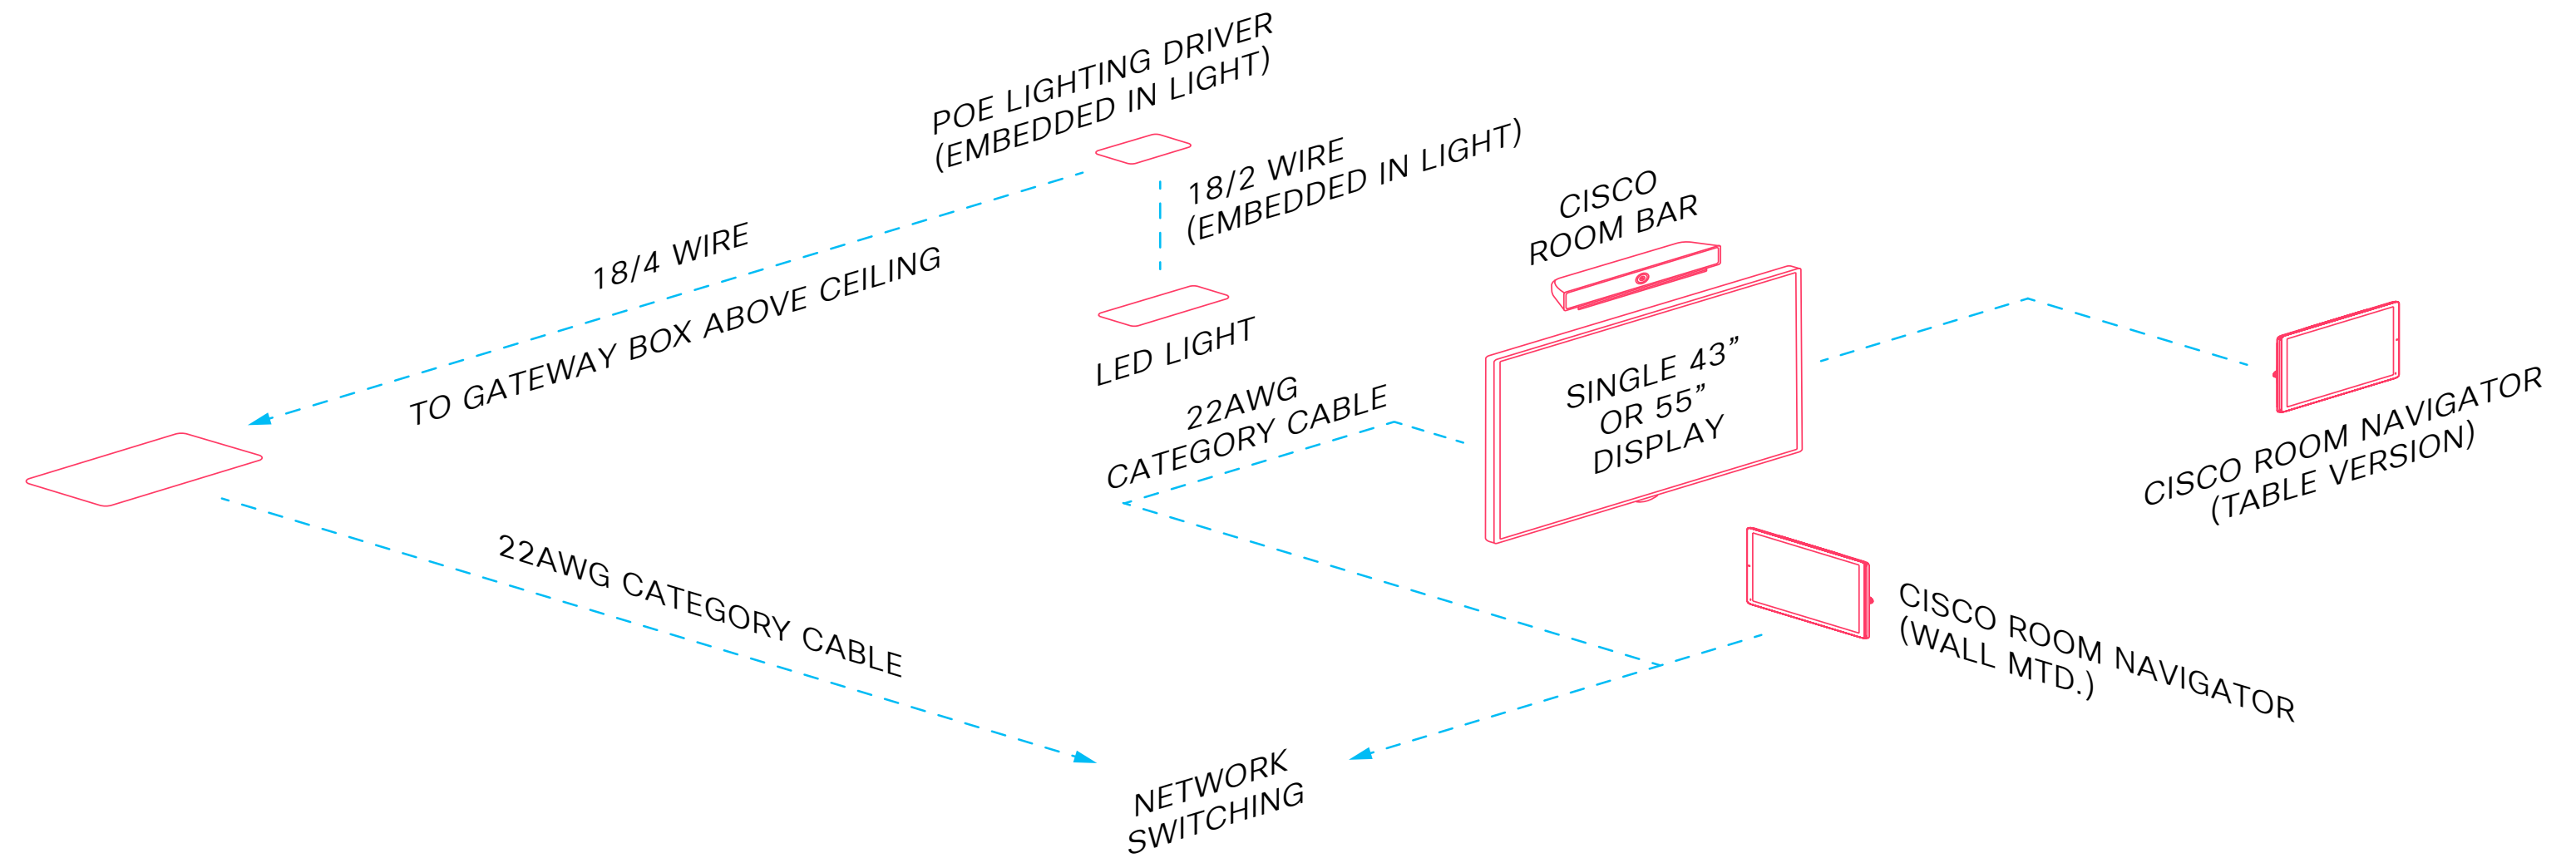 POE LIGHTING DRIVER
(EMBEDDED IN LIGHT)
18/2 WIRE
(EMBEDDED IN LIGHT)
CISCO
ROOM BAR
18/4 WIRE
TO GATEWAY BOX ABOVE CEILING
LED LIGHT
SINGLE 43”
OR 55”
DISPLAY
22AWG
CATEGORY CABLE
CISCO ROOM NAVIGATOR
(TABLE VERSION)
22AWG CATEGORY CABLE
CISCO ROOM NAVIGATOR
(WALL MTD.)
NETWORK
SWITCHING